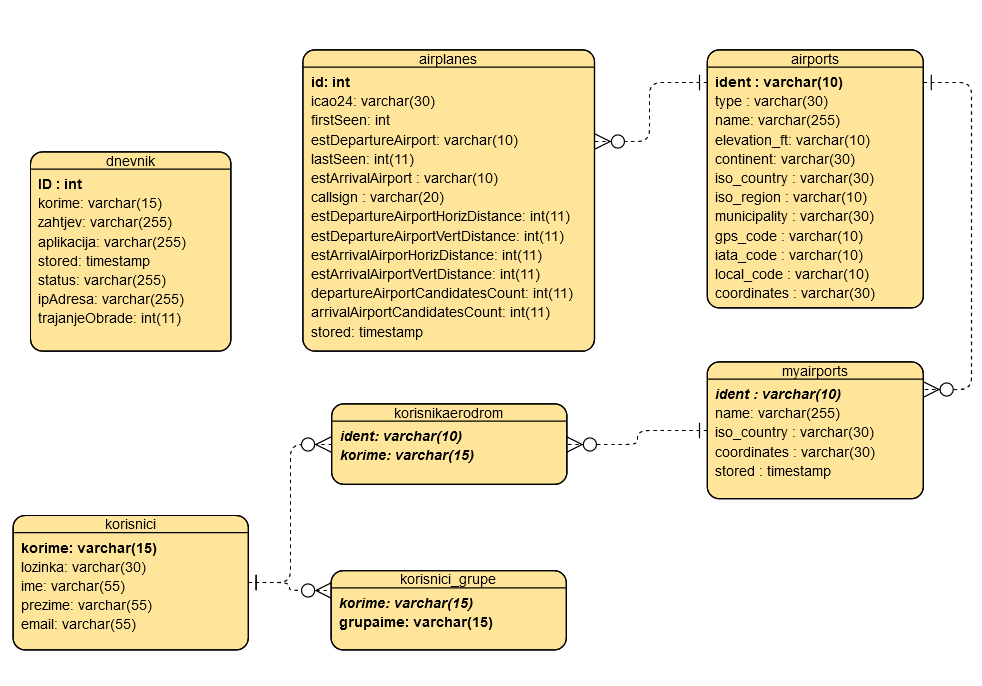 airplanes
id: int
icao24: varchar(30)
firstSeen: int
estDepartureAirport: varchar(10)
lastSeen: int(11)
estArrivalAirport : varchar(10)
callsign : varchar(20)
estDepartureAirportHorizDistance: int(11)
estDepartureAirportVertDistance: int(11)
estArrivalAirporHorizDistance: int(11)
estArrivalAirportVertDistance: int(11)
departureAirportCandidatesCount: int(11)
arrivalAirportCandidatesCount: int(11)
stored: timestamp
airports
ident : varchar(10)
type : varchar(30)
name: varchar(255)
elevation_ft: varchar(10)
continent: varchar(30)
iso_country : varchar(30)
iso_region : varchar(10)
municipality : varchar(30)
gps_code : varchar(10)
iata_code : varchar(10)
local_code : varchar(10)
coordinates : varchar(30)
dnevnik
ID : int
korime: varchar(15)
zahtjev: varchar(255)
aplikacija: varchar(255)
stored: timestamp
status: varchar(255)
ipAdresa: varchar(255)
trajanjeObrade: int(11)
myairports
ident : varchar(10)
name: varchar(255)
iso_country : varchar(30)
coordinates : varchar(30)
stored : timestamp
korisnikaerodrom
ident: varchar(10)
korime: varchar(15)
korisnici
korime: varchar(15)
lozinka: varchar(30)
ime: varchar(55)
prezime: varchar(55)
email: varchar(55)
korisnici_grupe
korime: varchar(15)
grupaime: varchar(15)